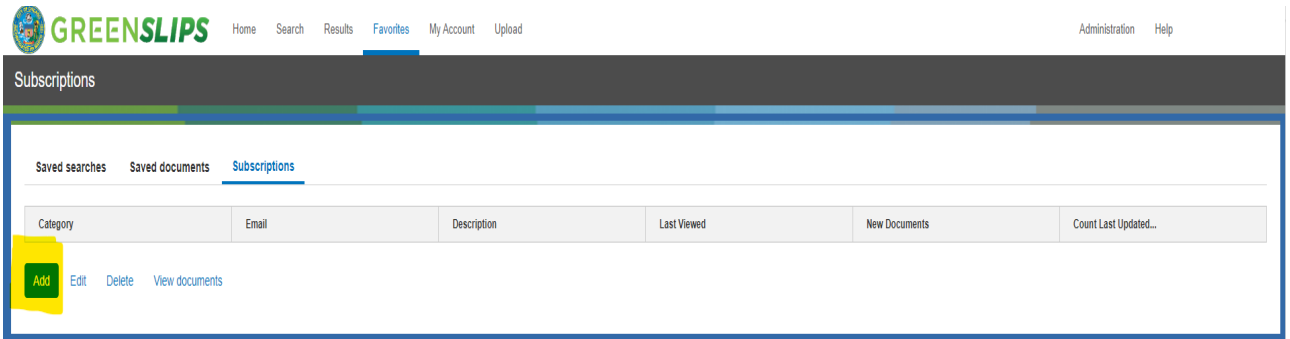 GREENSLIPS Home Search Results Favorites My Account Upload Administration Help
Subscriptions
Saved searches Saved documents Subscriptions
Category Email Description Last Viewed New Documents Count Last Updated...
Add Edit Delete View documents